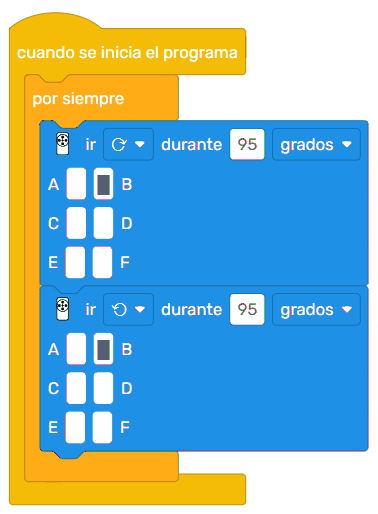 cuando se inicia el programa
por siempre
ir durante 95 grados
A B
C D
E F
ir durante 95 grados
A B
C D
E F